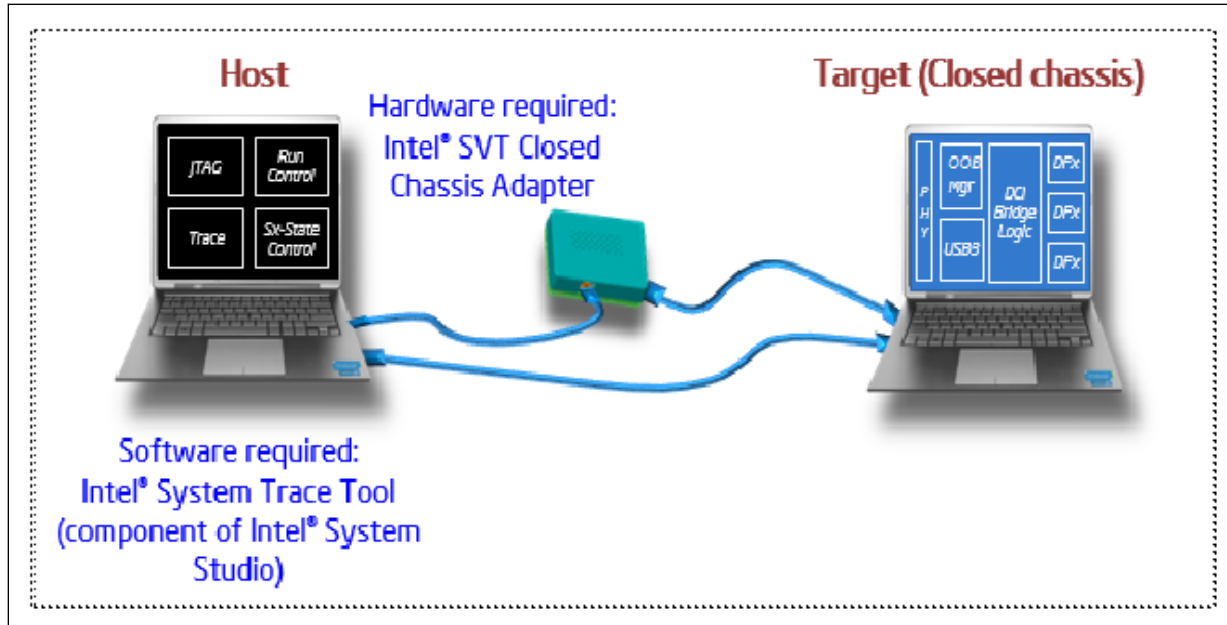 Host
Target (Closed chassis)
Hardware required:
Intel® SVT Closed
Chassis Adapter
JTAG
Run
Control
Trace
Sx-State
Control
P
H
Y
OOB
Mgr
USB3
DCI
Bridge
Logic
DFx
DFx
DFx
Software required:
Intel® System Trace Tool
(component of Intel® System
Studio)